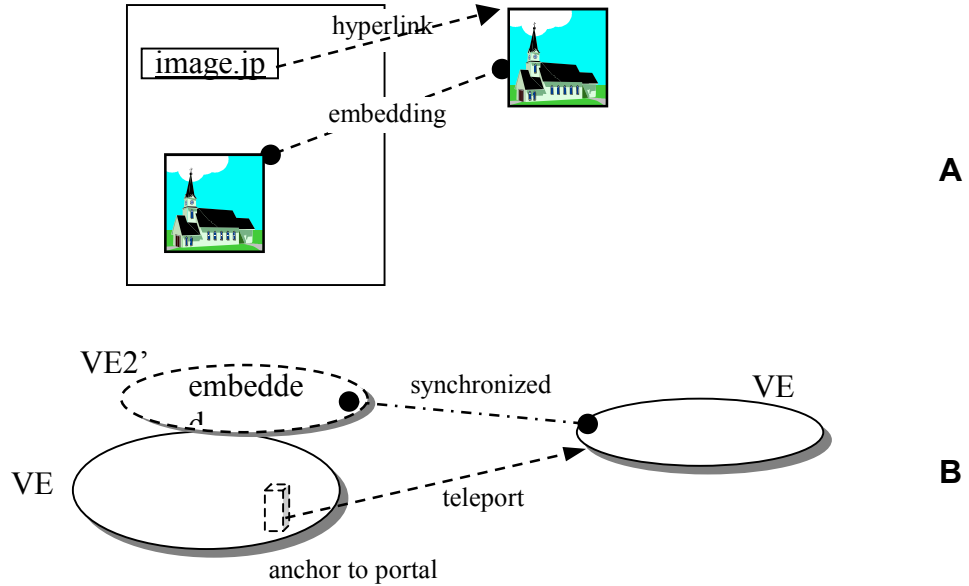 hyperlink
image.jp
embedding
A
VE2’
embedde
d
synchronized
VE
VE
B
teleport
anchor to portal